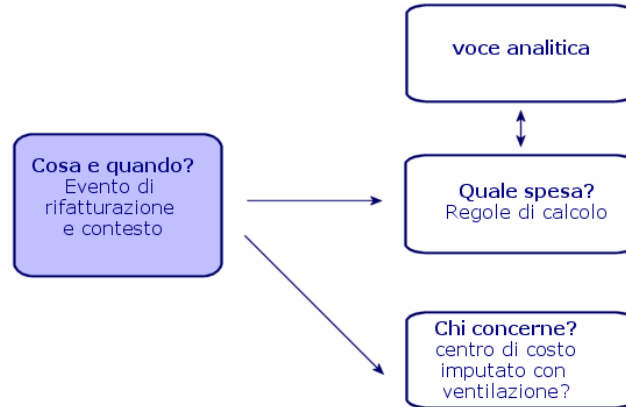 voce analitica
Cosa e quando?
Evento di
rifatturazione
e contesto
Quale spesa?
Regole di calcolo
Chi concerne?
centro di costo
imputato con
ventilazione?